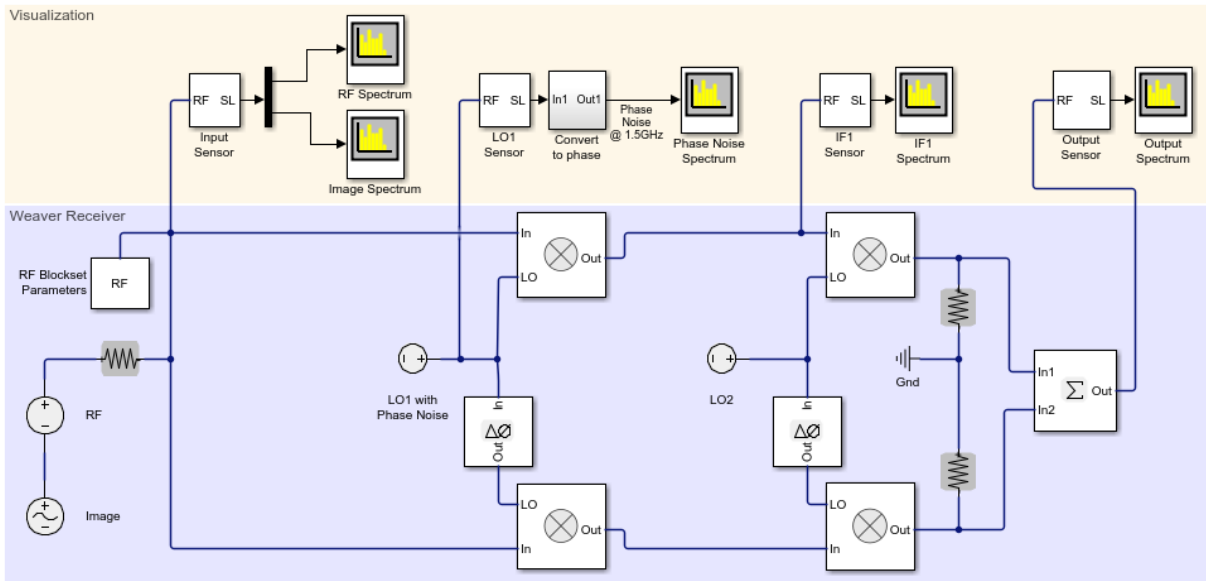 Visualization
RF SL
Input
Sensor
RF Spectrum
Image Spectrum
RF SL
LO1
Sensor
In1 Out1
Convert
to phase
Phase
Noise
@ 1.5GHz
Phase Noise
Spectrum
RF SL
IF1
Sensor
IF1
Spectrum
RF SL
Output
Sensor
Output
Spectrum
Weaver Receiver
RF Blockset
Parameters
RF
In
LO
Out
In
LO
Out
RF
Image
LO1 with
Phase Noise
In
ΔØ
Out
LO2
In
ΔØ
Out
Gnd
In1
In2
Σ
Out
LO
In
Out
LO
In
Out